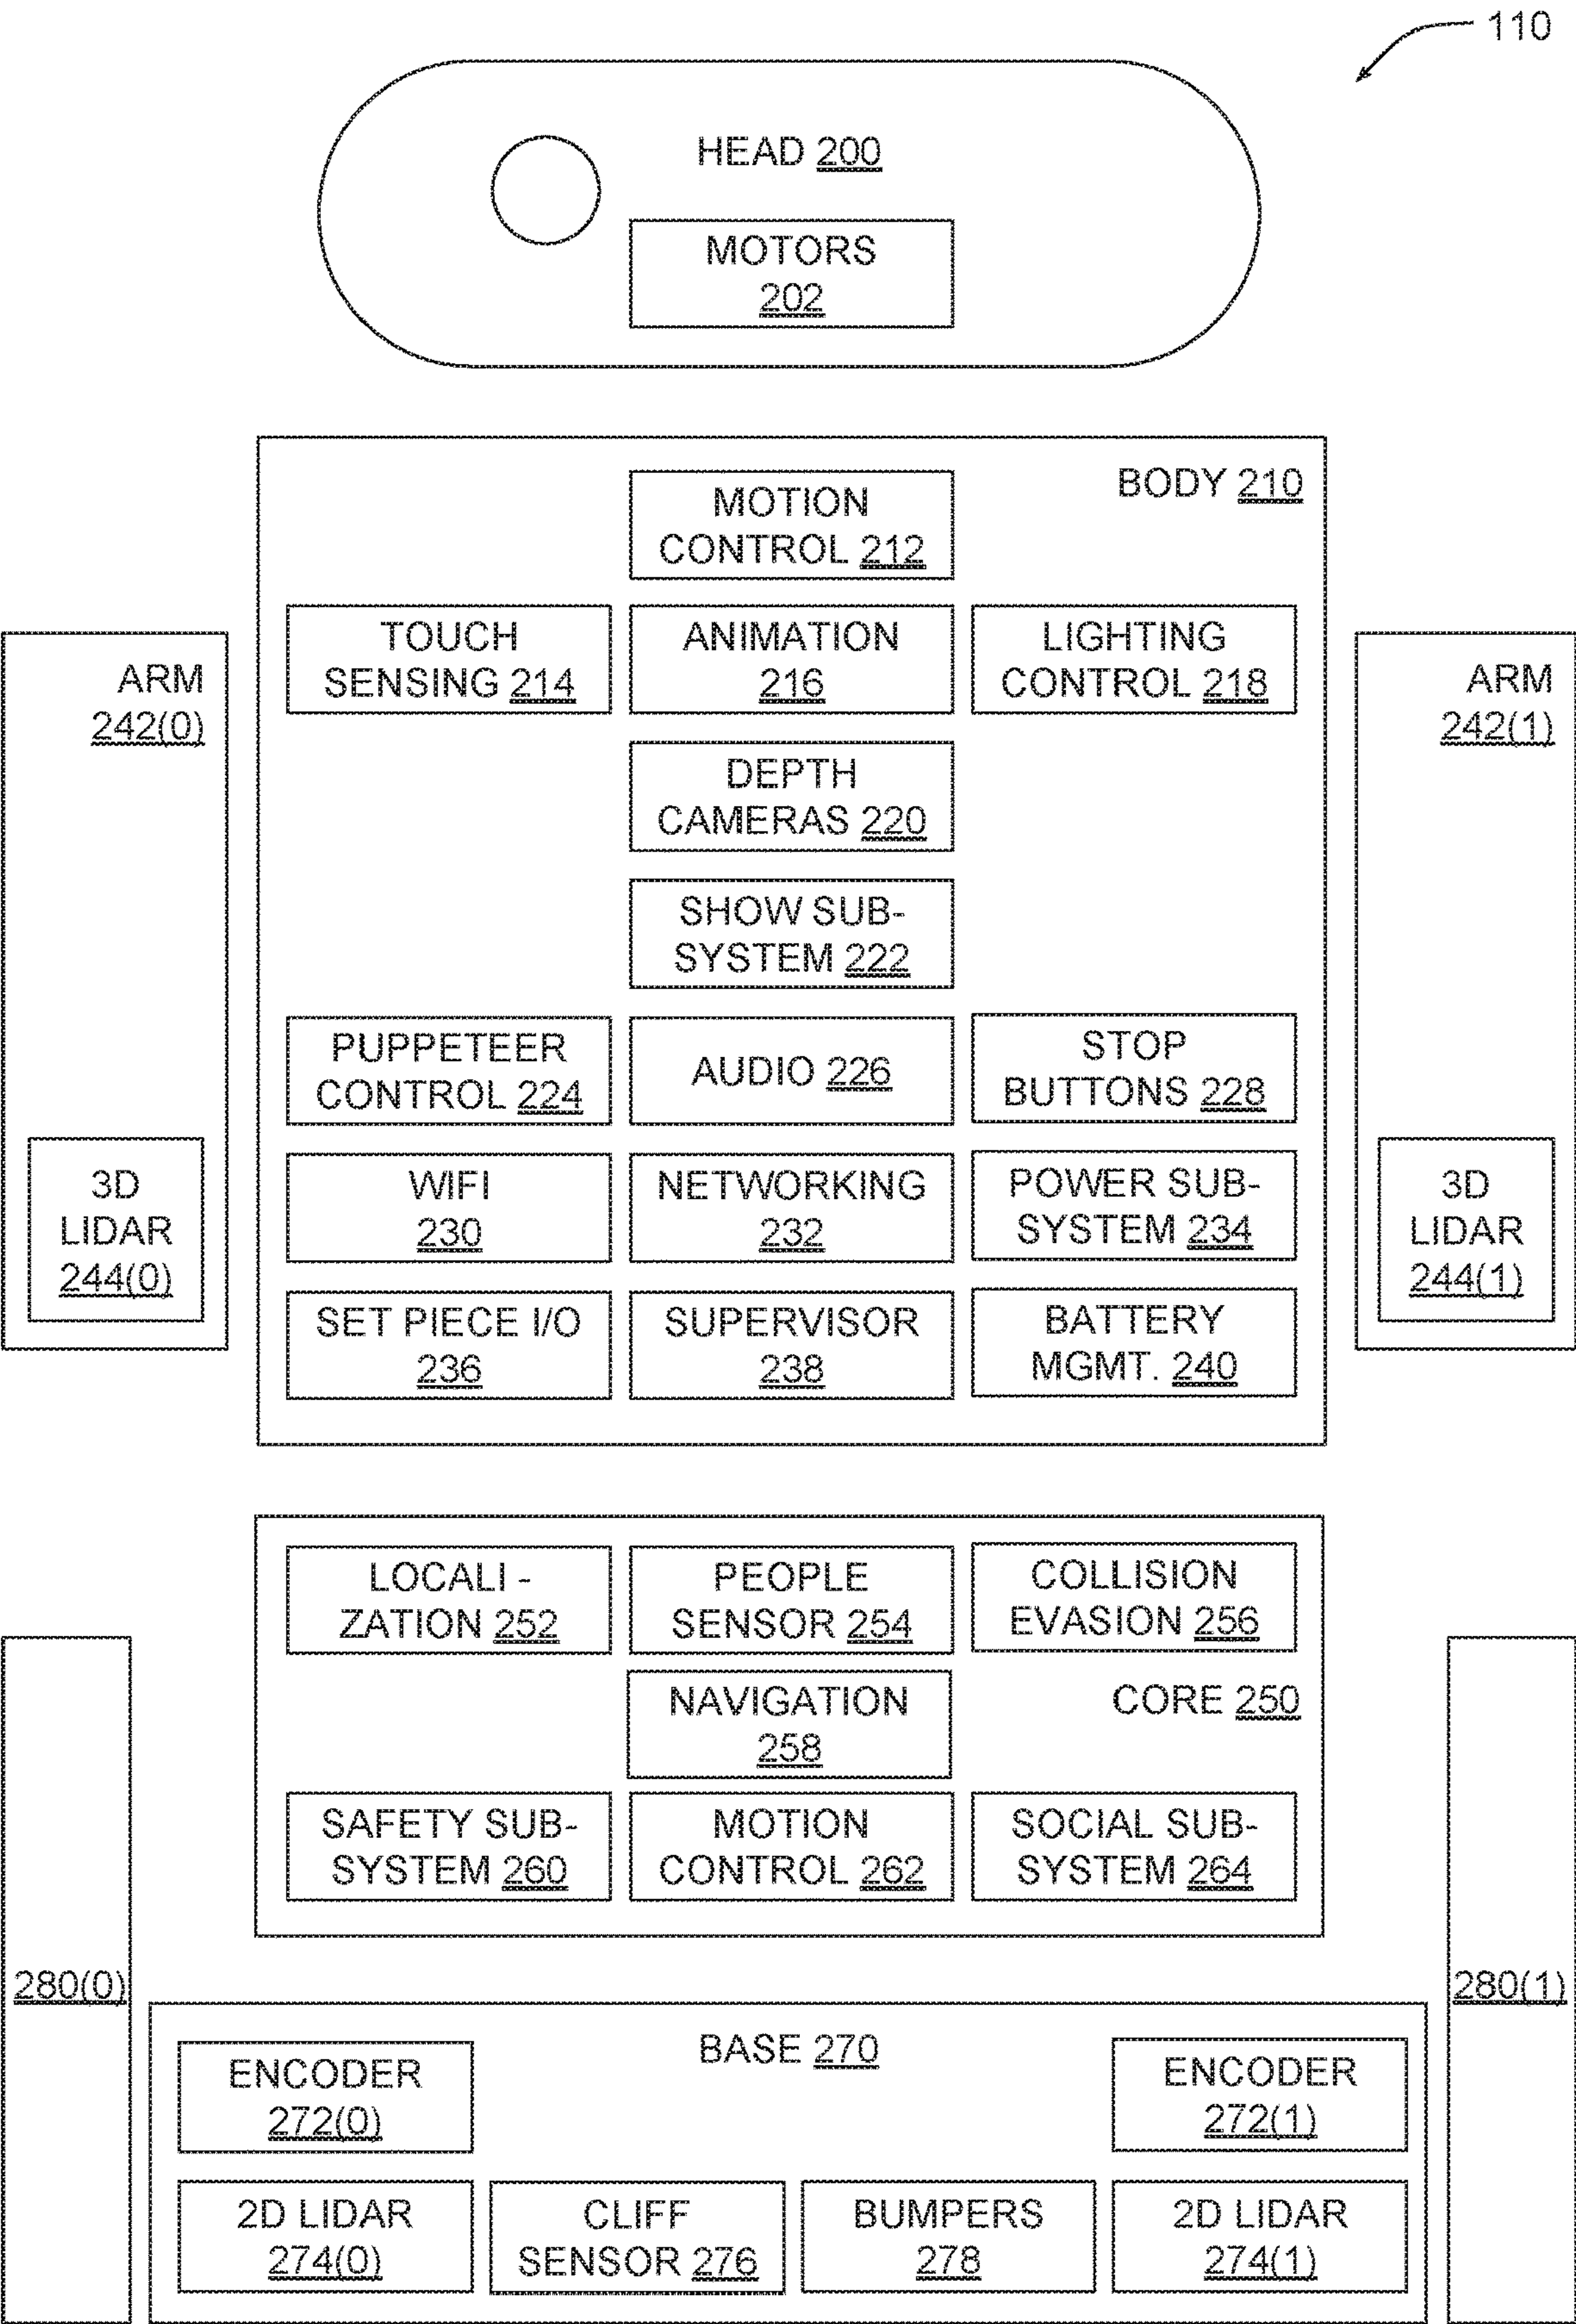 110
HEAD 200
MOTORS
202
BODY 210
MOTION
CONTROL 212
TOUCH
SENSING 214
ANIMATION
216
LIGHTING
CONTROL 218
ARM
242(0)
ARM
242(1)
DEPTH
CAMERAS 220
SHOW SUB-
SYSTEM 222
PUPPETEER
CONTROL 224
AUDIO 226
STOP
BUTTONS 228
3D
LIDAR
244(0)
WIFI
230
NETWORKING
232
POWER SUB-
SYSTEM 234
3D
LIDAR
244(1)
SET PIECE I/O
236
SUPERVISOR
238
BATTERY
MGMT. 240
LOCALI -
ZATION 252
PEOPLE
SENSOR 254
COLLISION
EVASION 256
NAVIGATION
258
CORE 250
SAFETY SUB-
SYSTEM 260
MOTION
CONTROL 262
SOCIAL SUB-
SYSTEM 264
280(0)
280(1)
BASE 270
ENCODER
272(0)
ENCODER
272(1)
2D LIDAR
274(0)
CLIFF
SENSOR 276
BUMPERS
278
2D LIDAR
274(1)